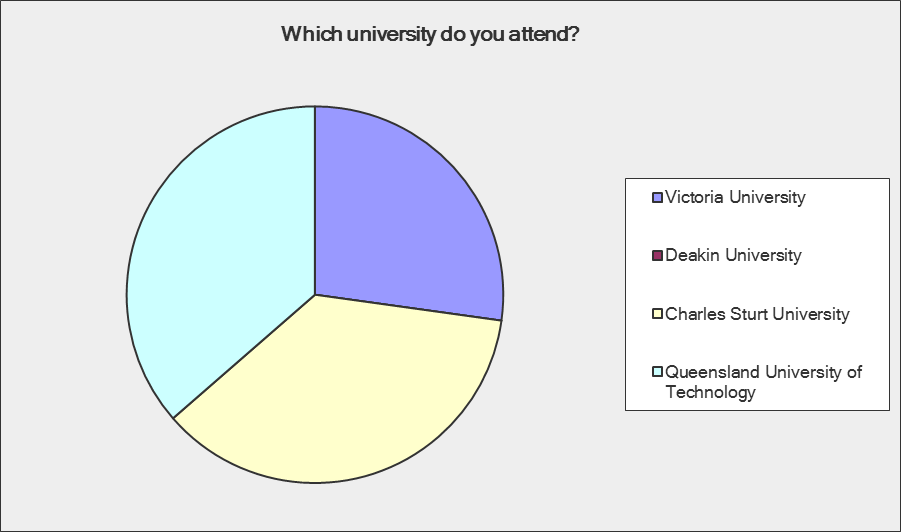 Which university do you attend?
Victoria University
Deakin University
Charles Sturt University
Queensland University of
Technology